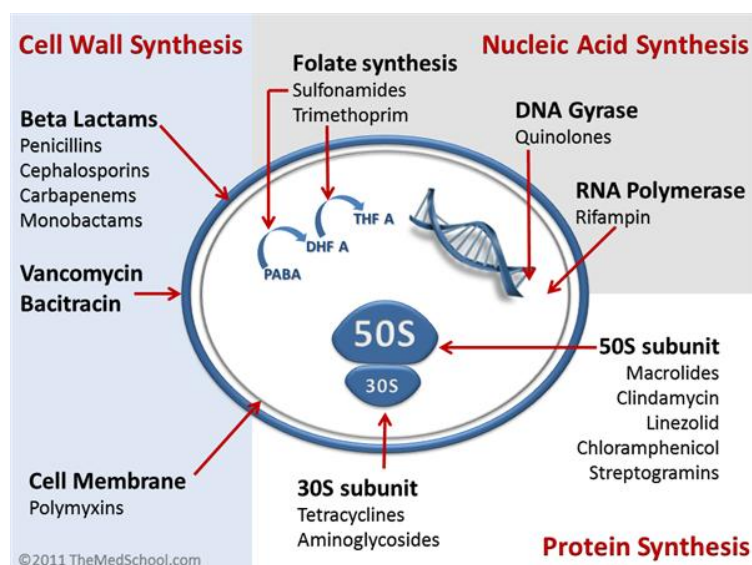 Cell Wall Synthesis
Nucleic Acid Synthesis
Folate synthesis
Sulfonamides
Trimethoprim
Beta Lactams
Penicillins
Cephalosporins
Carbapenems
Monobactams
DNA Gyrase
Quinolones
RNA Polymerase
Rifampin
THF A
DHF A
PABA
Vancomycin
Bacitracin
50S
30S
50S subunit
Macrolides
Clindamycin
Linezolid
Chloramphenicol
Streptogramins
Cell Membrane
Polymyxins
30S subunit
Tetracyclines
Aminoglycosides
Protein Synthesis
©2011 TheMedSchool.com